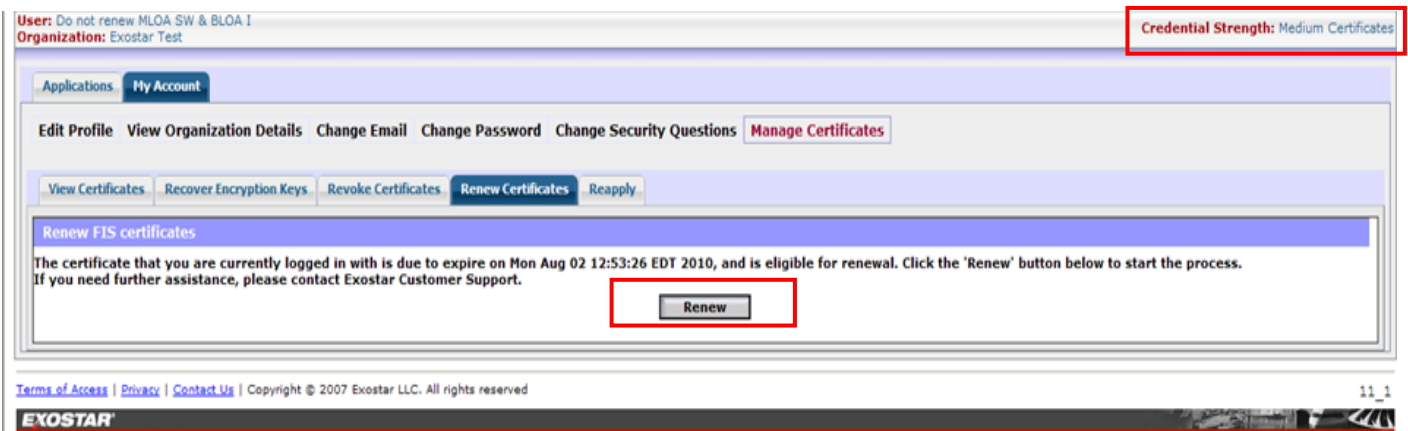 User: Do not renew MLOA SW & BLOA I
Organization: Exostar Test
Credential Strength: Medium Certificates
Applications My Account
Edit Profile View Organization Details Change Email Change Password Change Security Questions Manage Certificates
View Certificates Recover Encryption Keys Revoke Certificates Renew Certificates Reapply
Renew FIS certificates
The certificate that you are currently logged in with is due to expire on Mon Aug 02 12:53:26 EDT 2010, and is eligible for renewal. Click the 'Renew' button below to start the process.
If you need further assistance, please contact Exostar Customer Support.
Renew
Terms of Access | Privacy | Contact Us | Copyright © 2007 Exostar LLC. All rights reserved
11_1
EXOSTAR